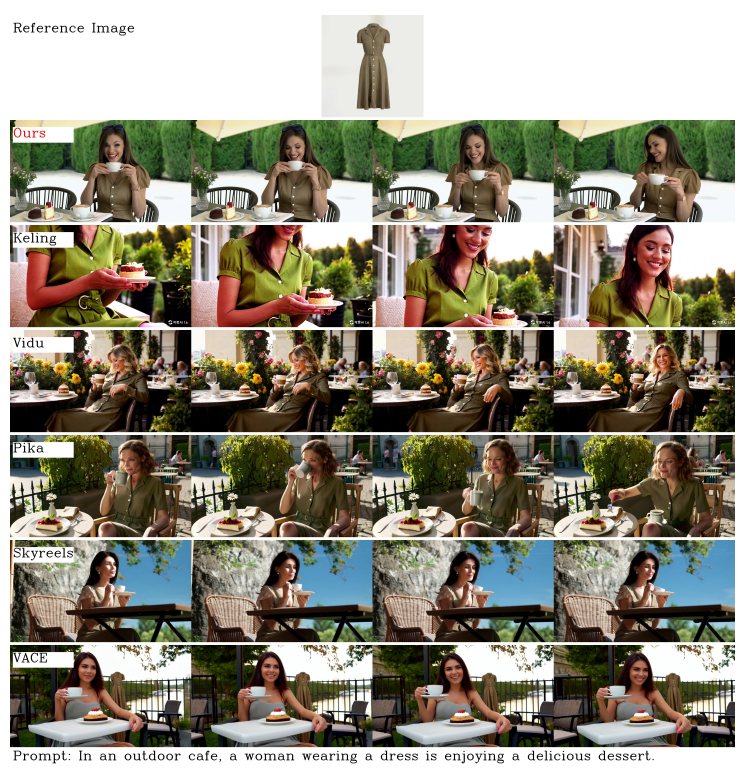 Reference Image
Ours
Keling
Vidu
Pika
Skyreels
VACE
Prompt: In an outdoor cafe, a woman wearing a dress is enjoying a delicious dessert.